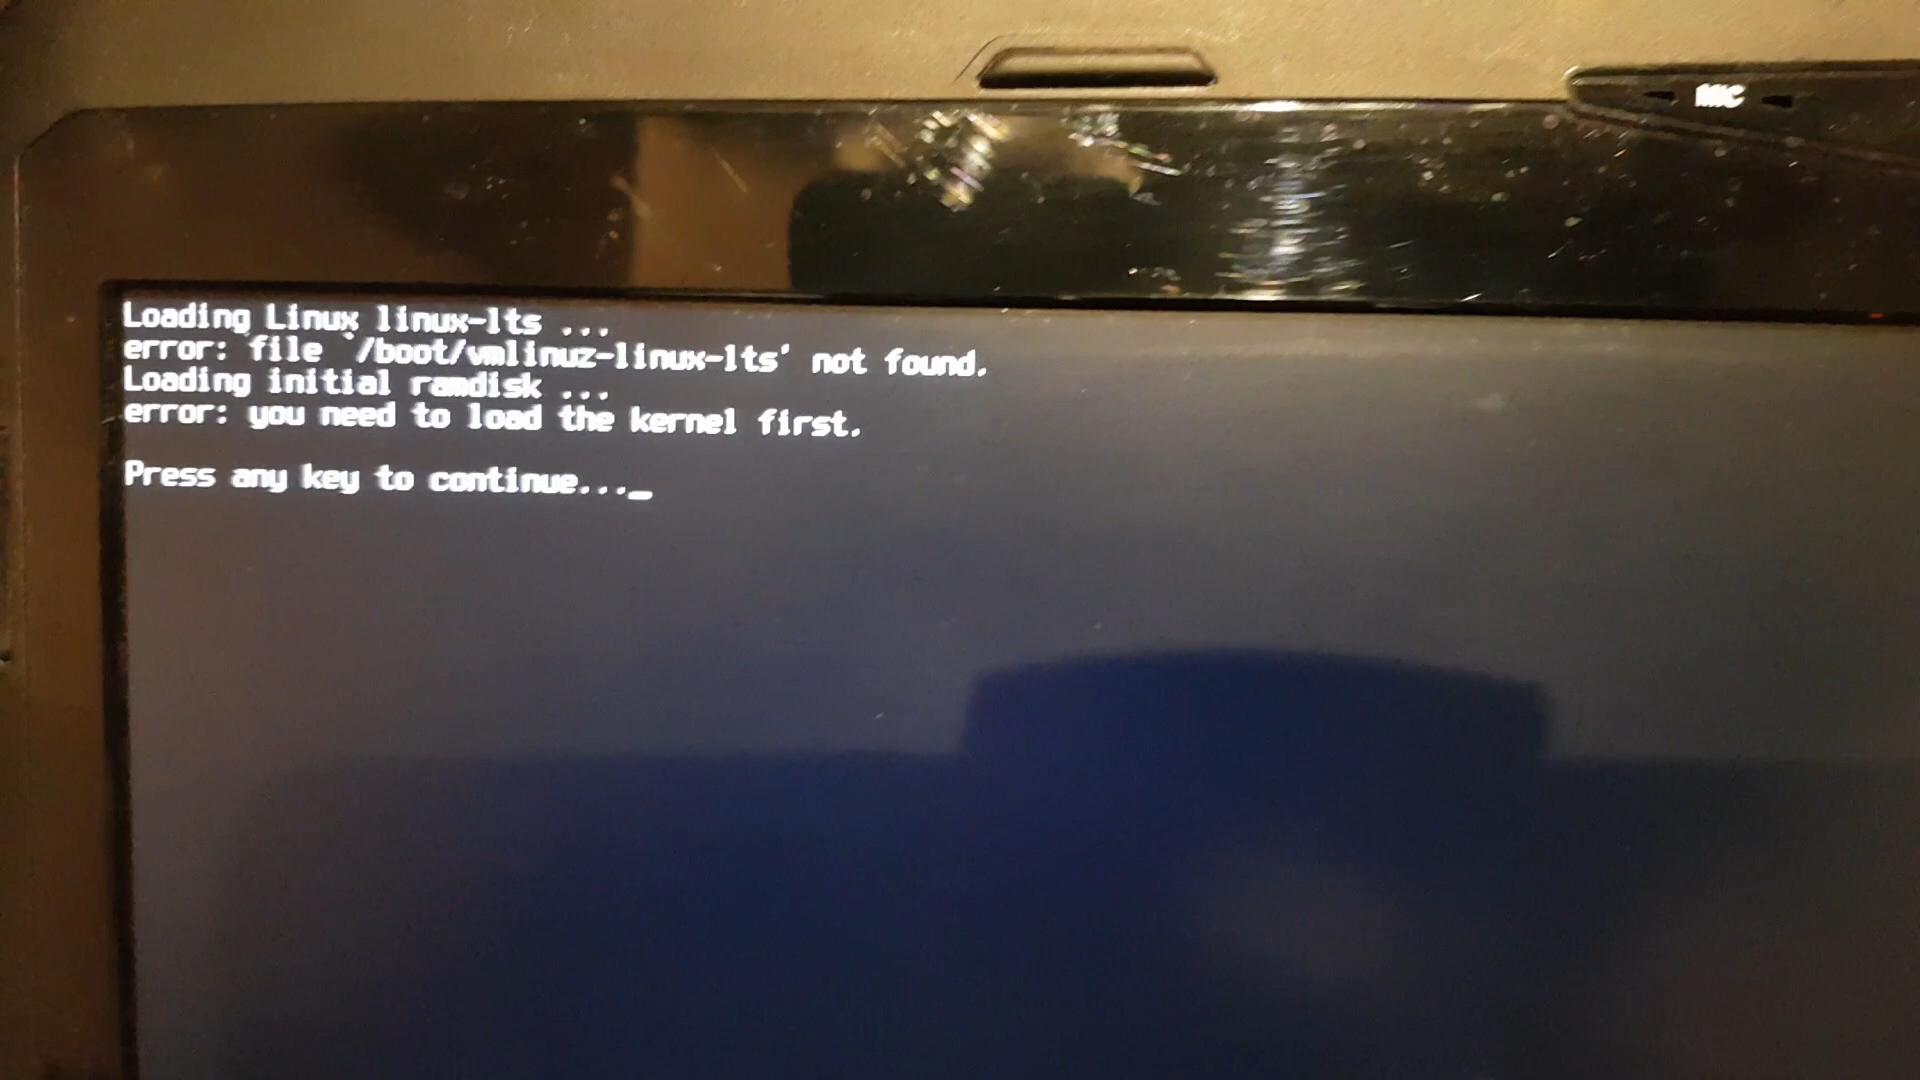 MIC
Loading Linux linux-lts ...
error: file `/boot/vmlinuz-linux-lts' not found.
Loading initial ramdisk ...
error: you need to load the kernel first.
Press any key to continue..._